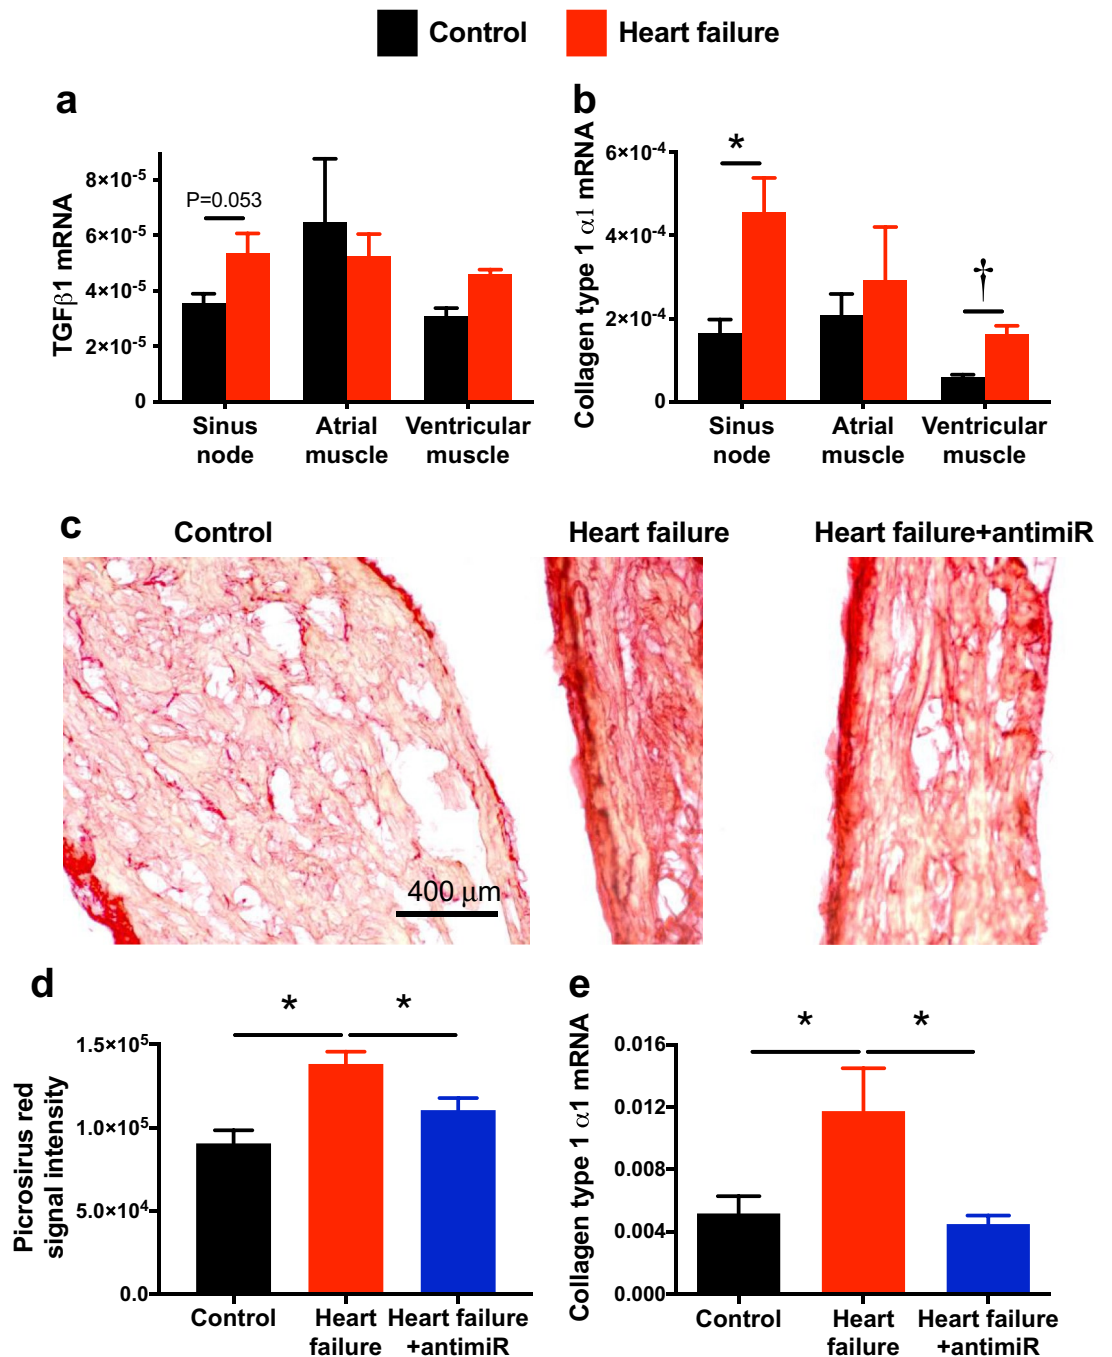 Control
Heart failure
a
TGFβ1 mRNA
8×10⁻⁵
6×10⁻⁵
4×10⁻⁵
2×10⁻⁵
0
P=0.053
Sinus
node
Atrial
muscle
Ventricular
muscle
b
Collagen type 1 α1 mRNA
6×10⁻⁴
4×10⁻⁴
2×10⁻⁴
0
*
†
Sinus
node
Atrial
muscle
Ventricular
muscle
c
Control
Heart failure
Heart failure+antimiR
400 μm
d
Picrosirus red
signal intensity
1.5×10⁵
1.0×10⁵
5.0×10⁴
0.0
*
*
Control
Heart
failure
Heart failure
+antimiR
e
Collagen type 1 α1 mRNA
0.016
0.012
0.008
0.004
0.000
*
*
Control
Heart
failure
Heart failure
+antimiR